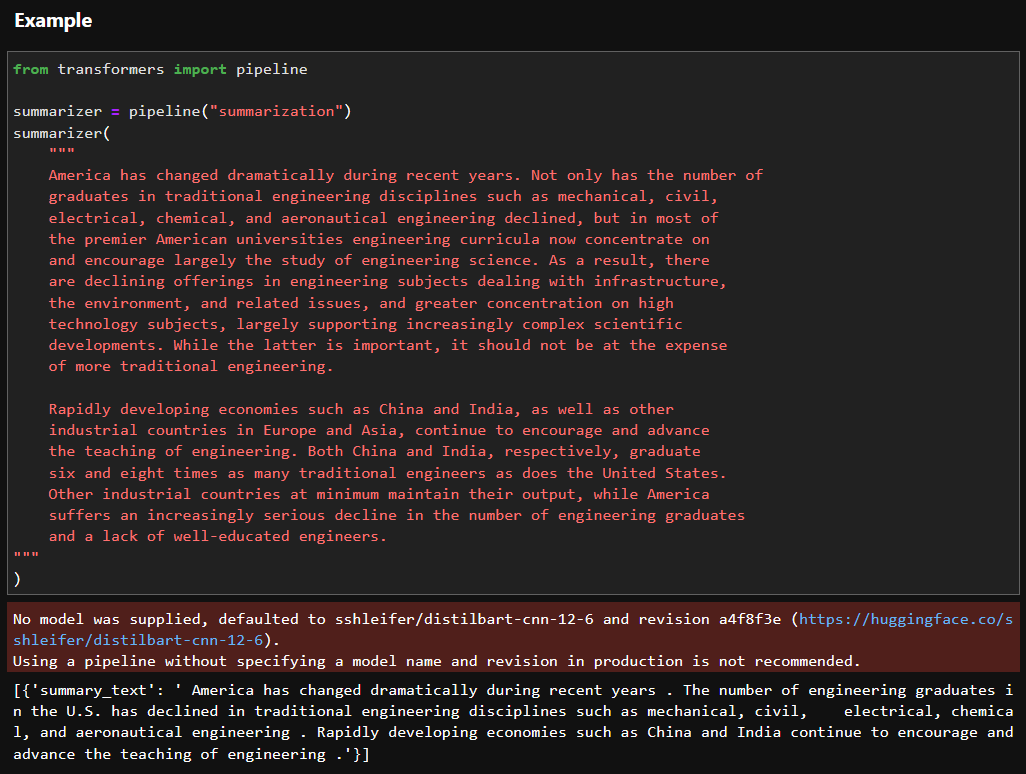 Example
from transformers import pipeline
summarizer = pipeline("summarization")
summarizer(
    """
    America has changed dramatically during recent years. Not only has the number of
    graduates in traditional engineering disciplines such as mechanical, civil,
    electrical, chemical, and aeronautical engineering declined, but in most of
    the premier American universities engineering curricula now concentrate on
    and encourage largely the study of engineering science. As a result, there
    are declining offerings in engineering subjects dealing with infrastructure,
    the environment, and related issues, and greater concentration on high
    technology subjects, largely supporting increasingly complex scientific
    developments. While the latter is important, it should not be at the expense
    of more traditional engineering.
    Rapidly developing economies such as China and India, as well as other
    industrial countries in Europe and Asia, continue to encourage and advance
    the teaching of engineering. Both China and India, respectively, graduate
    six and eight times as many traditional engineers as does the United States.
    Other industrial countries at minimum maintain their output, while America
    suffers an increasingly serious decline in the number of engineering graduates
    and a lack of well-educated engineers.
"""
)
No model was supplied, defaulted to sshleifer/distilbart-cnn-12-6 and revision a4f8f3e (https://huggingface.co/s
shleifer/distilbart-cnn-12-6).
Using a pipeline without specifying a model name and revision in production is not recommended.
[{'summary_text': ' America has changed dramatically during recent years . The number of engineering graduates i
n the U.S. has declined in traditional engineering disciplines such as mechanical, civil,    electrical, chemica
l, and aeronautical engineering . Rapidly developing economies such as China and India continue to encourage and
advance the teaching of engineering .'}]